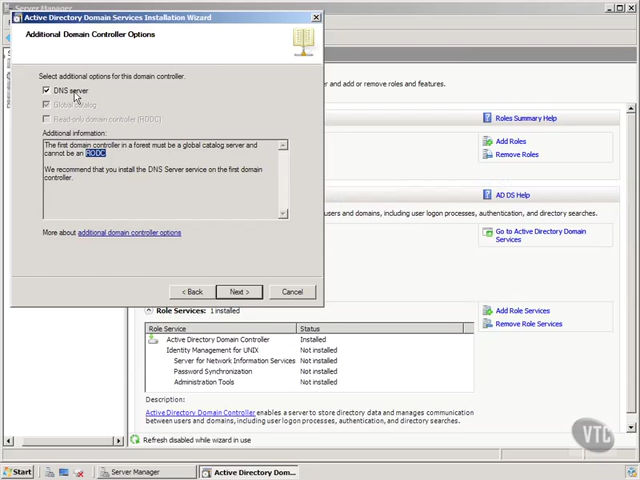 Server Manager
Active Directory Domain Services Installation Wizard
Additional Domain Controller Options
Select additional options for this domain controller.
DNS server
Global catalog
Read-only domain controller (RODC)
Additional information:
The first domain controller in a forest must be a global catalog server and
cannot be an RODC.
We recommend that you install the DNS Server service on the first domain
controller.
More about additional domain controller options
< Back
Next >
Cancel
er and add or remove roles and features.
Roles Summary Help
Add Roles
Remove Roles
AD DS Help
users and domains, including user logon processes, authentication, and directory searches.
Go to Active Directory Domain
Services
Role Services: 1 installed
Add Role Services
Remove Role Services
Role Service
Status
Active Directory Domain Controller
Installed
Identity Management for UNIX
Not installed
Server for Network Information Services
Not installed
Password Synchronization
Not installed
Administration Tools
Not installed
Description:
Active Directory Domain Controller enables a server to store directory data and manages communication
between users and domains, including user logon processes, authentication, and directory searches.
Refresh disabled while wizard in use
VTC
Start
Server Manager
Active Directory Dom...